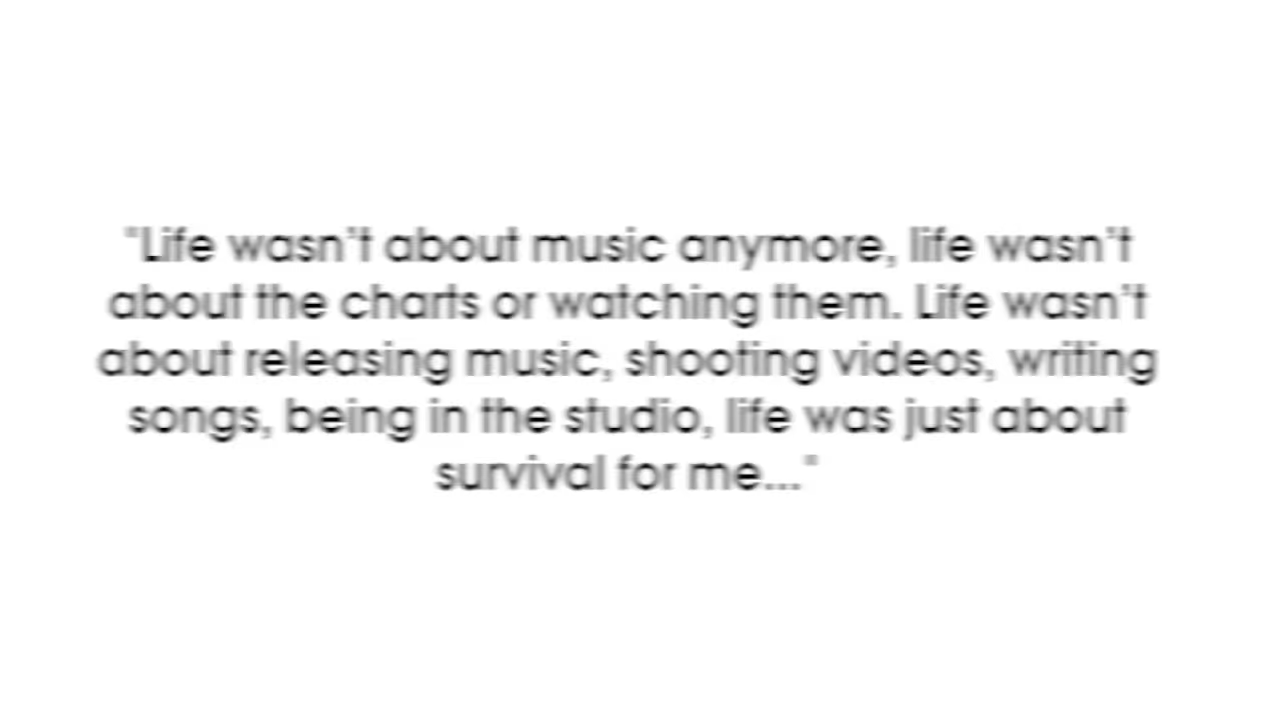 "Life wasn't about music anymore, life wasn't
about the charts or watching them. Life wasn't
about releasing music, shooting videos, writing
songs, being in the studio, life was just about
survival for me..."